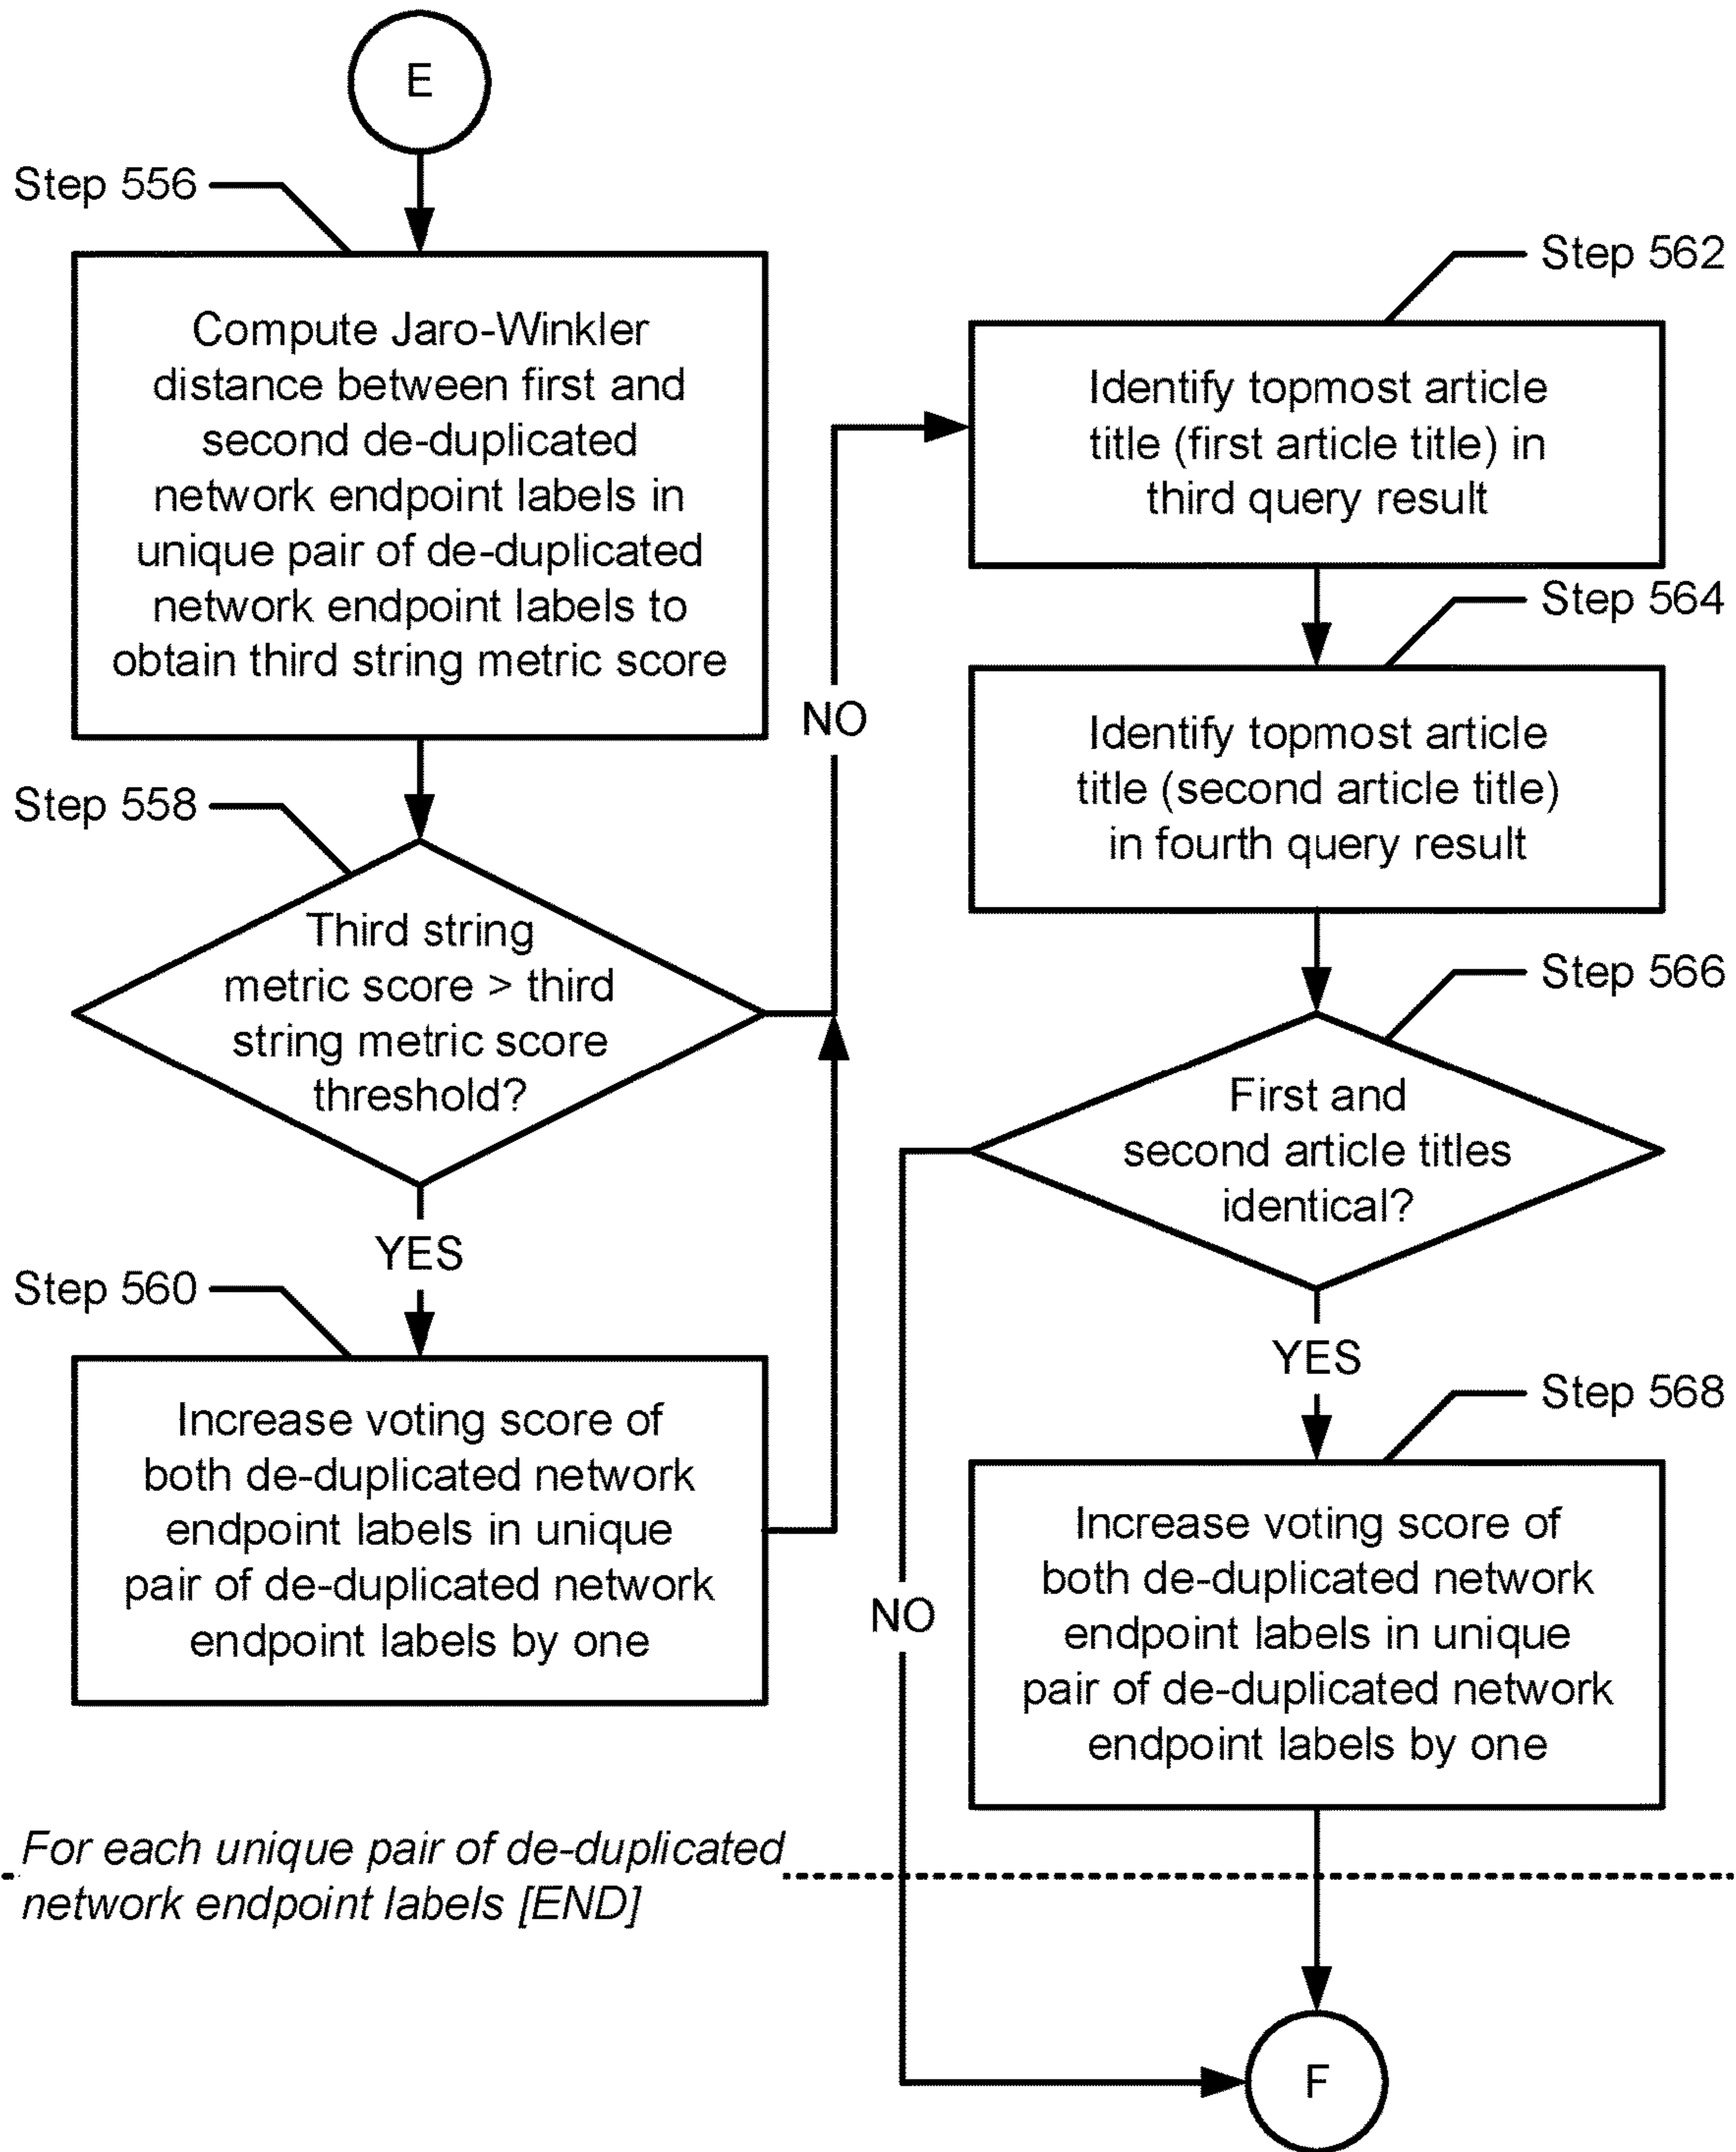 E
Step 556
Compute Jaro-Winkler
distance between first and
second de-duplicated
network endpoint labels in
unique pair of de-duplicated
network endpoint labels to
obtain third string metric score
Step 558
Third string
metric score > third
string metric score
threshold?
NO
YES
Step 560
Increase voting score of
both de-duplicated network
endpoint labels in unique
pair of de-duplicated network
endpoint labels by one
Step 562
Identify topmost article
title (first article title) in
third query result
Step 564
Identify topmost article
title (second article title)
in fourth query result
Step 566
First and
second article titles
identical?
NO
YES
Step 568
Increase voting score of
both de-duplicated network
endpoint labels in unique
pair of de-duplicated network
endpoint labels by one
For each unique pair of de-duplicated
network endpoint labels [END]
F